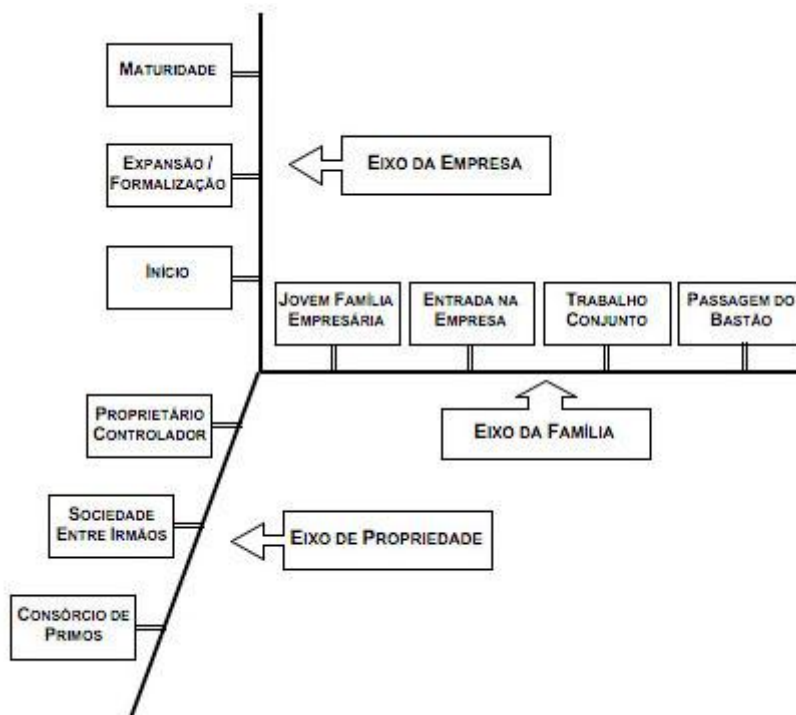 MATURIDADE
EXPANSÃO /
FORMALIZAÇÃO
EIXO DA EMPRESA
INÍCIO
JOVEM FAMÍLIA
EMPRESÁRIA
ENTRADA NA
EMPRESA
TRABALHO
CONJUNTO
PASSAGEM DO
BASTÃO
PROPRIETÁRIO
CONTROLADOR
EIXO DA FAMÍLIA
SOCIEDADE
ENTRE IRMÃOS
EIXO DE PROPRIEDADE
CONSÓRCIO DE
PRIMOS